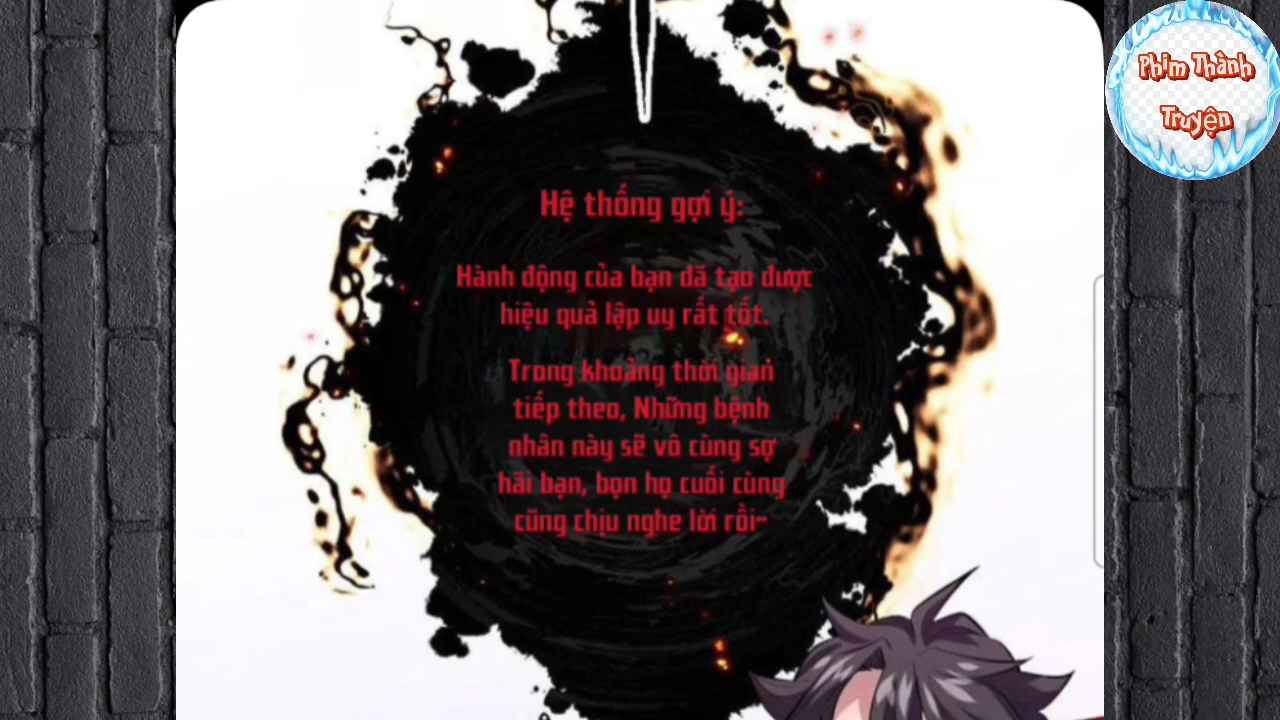 Phim Thành
Truyện
Hệ thống gợi ý:
Hành động của bạn đã tạo được
hiệu quả lập uy rất tốt.
Trong khoảng thời gian
tiếp theo, Những bệnh
nhân này sẽ vô cùng sợ
hãi bạn, bọn họ cuối cùng
cũng chịu nghe lời rồi~